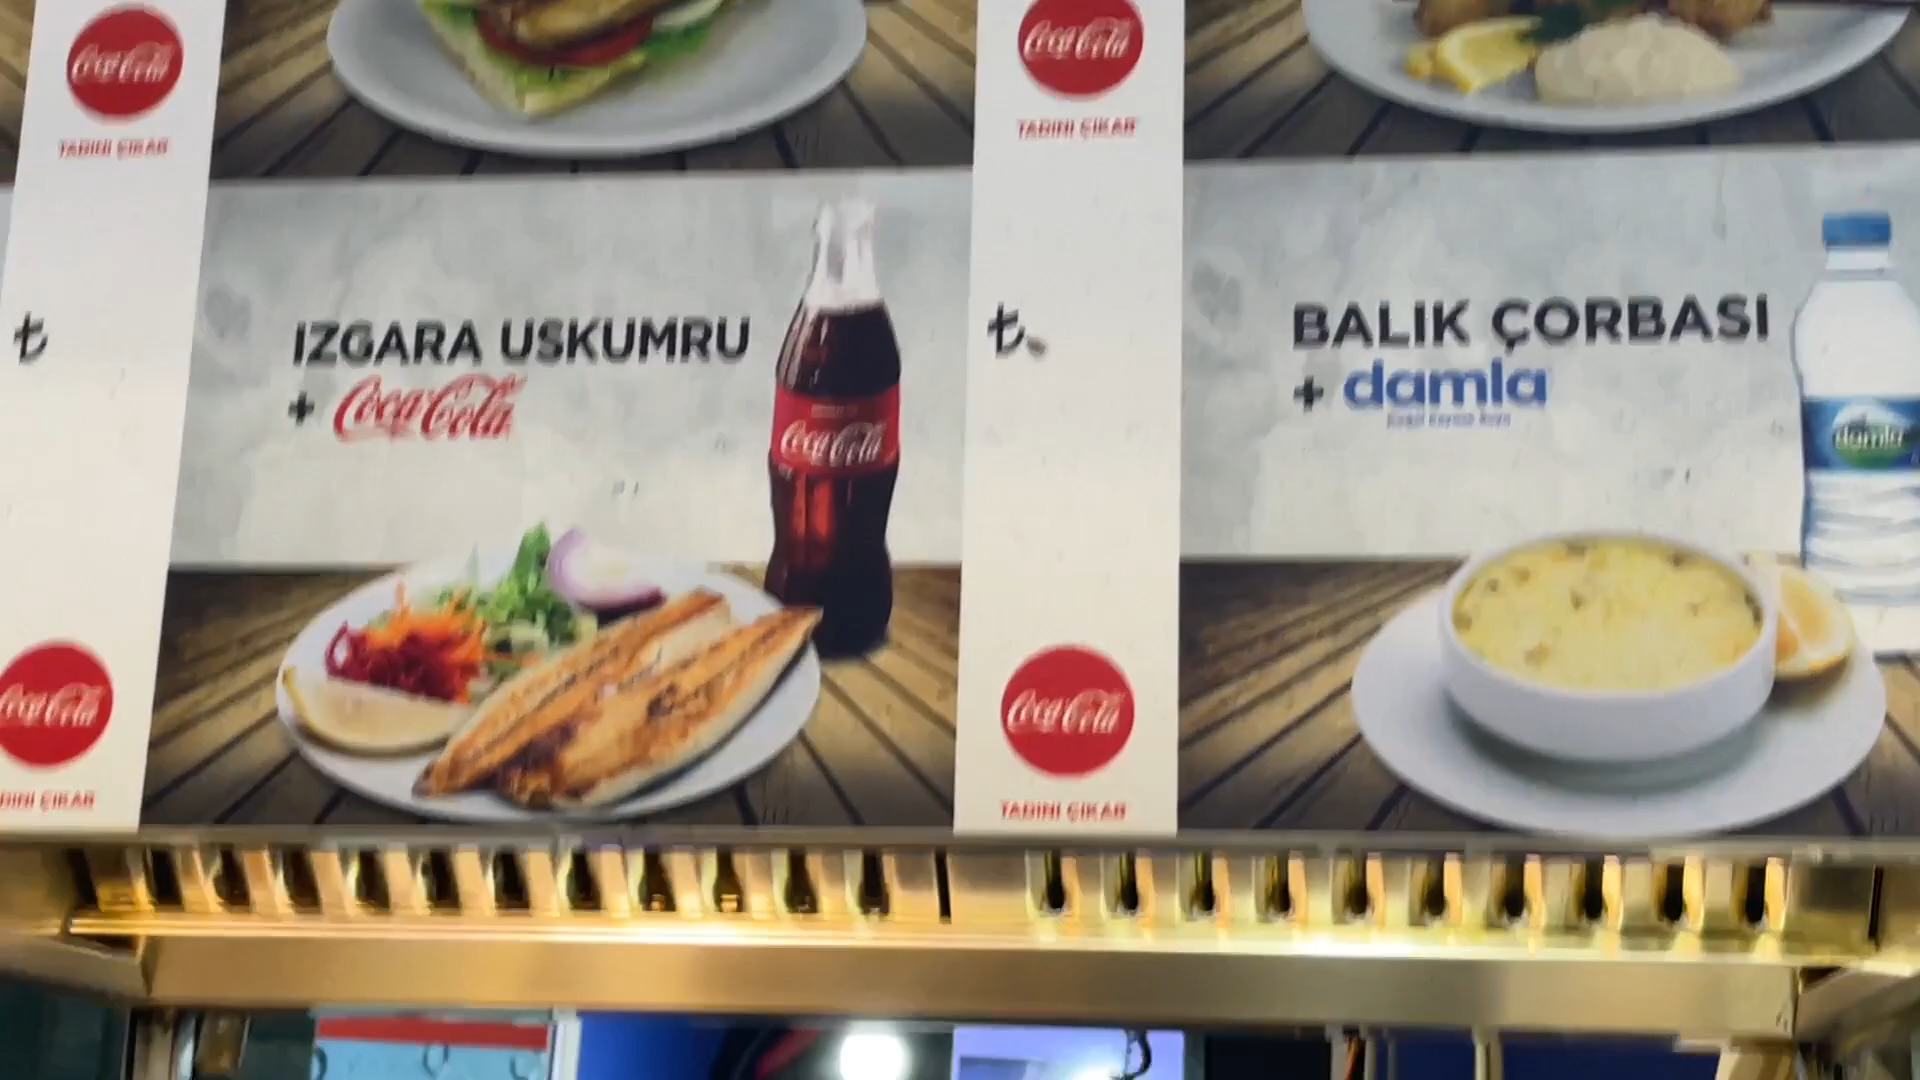 Coca-Cola
TADINI ÇIKAR
Coca-Cola
TADINI ÇIKAR
₺
IZGARA USKUMRU
+ Coca-Cola
Coca-Cola
₺
BALIK ÇORBASI
+ damla
damla
Coca-Cola
ÇIKAR
Coca-Cola
TADINI ÇIKAR